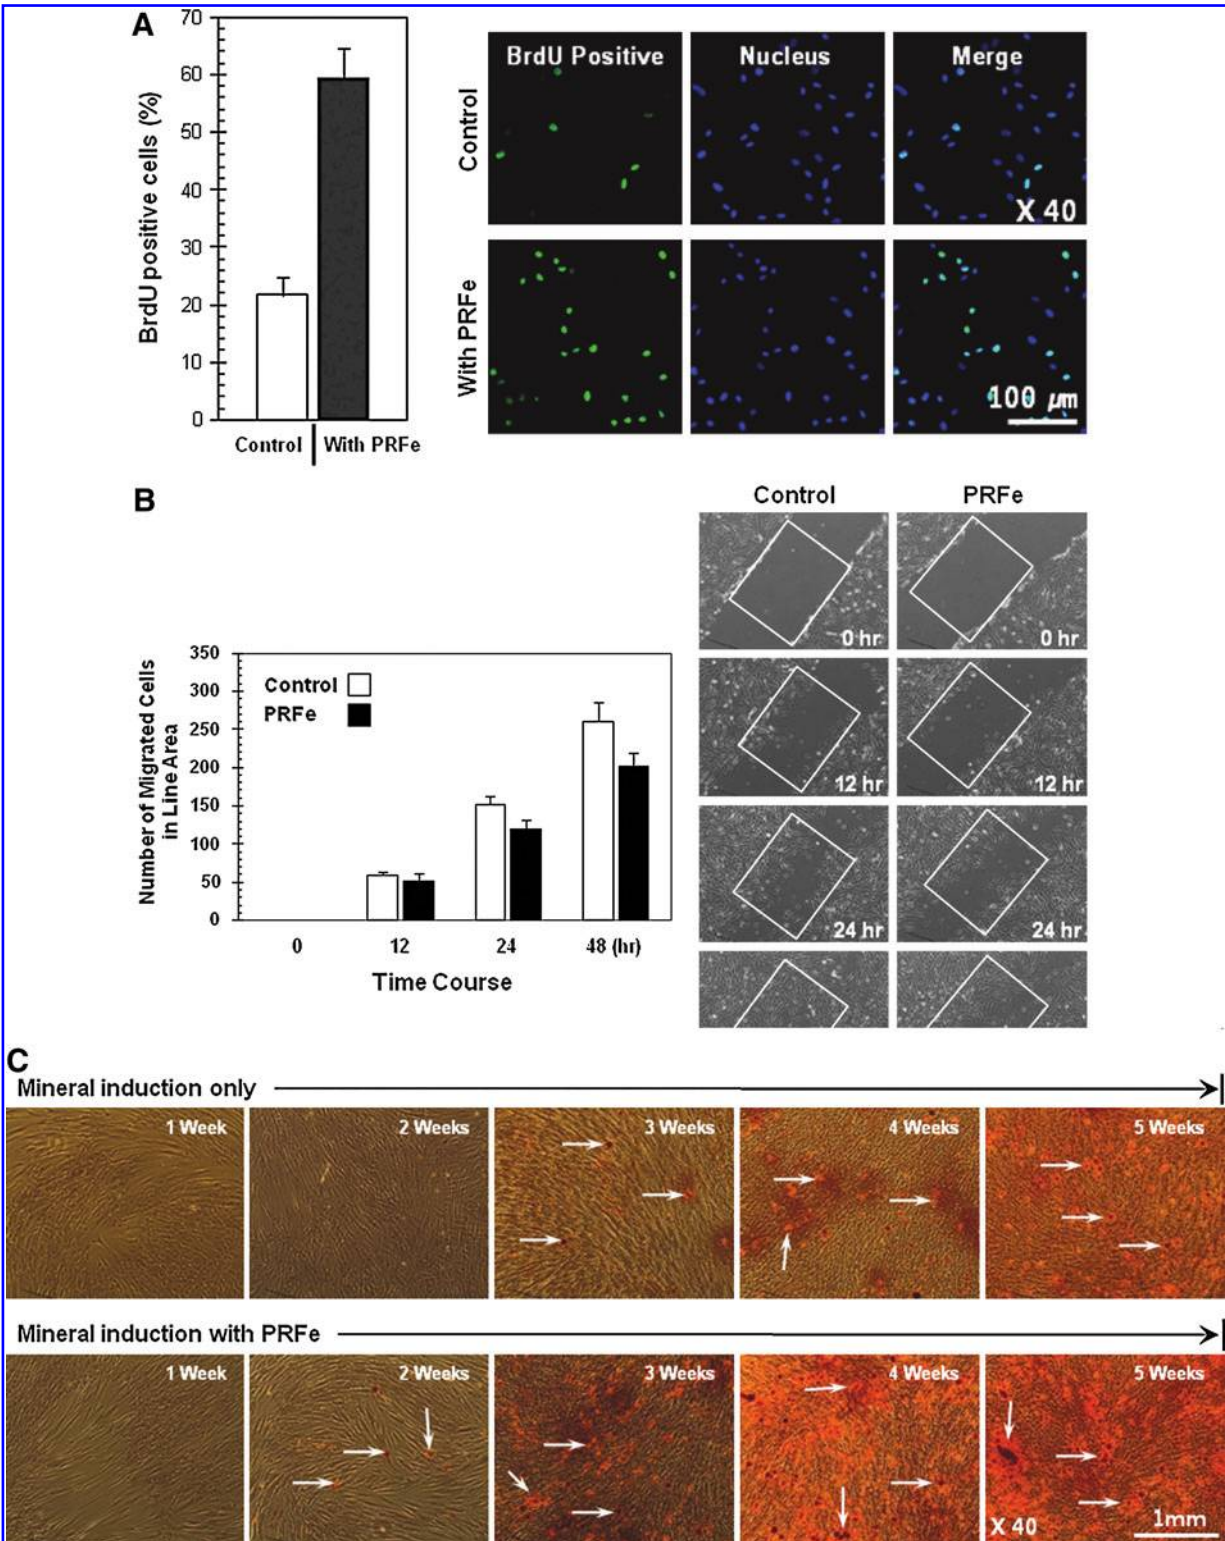 A
70
60
50
40
30
20
10
0
BrdU positive cells (%)
Control
With PRFe
BrdU Positive
Nucleus
Merge
Control
X 40
With PRFe
100 µm
B
Control
PRFe
0 hr
0 hr
12 hr
12 hr
24 hr
24 hr
350
300
250
200
150
100
50
0
Number of Migrated Cells
in Line Area
Control
PRFe
0
12
24
48 (hr)
Time Course
C
Mineral induction only
1 Week
2 Weeks
3 Weeks
4 Weeks
5 Weeks
Mineral induction with PRFe
1 Week
2 Weeks
3 Weeks
4 Weeks
5 Weeks
X 40
1mm